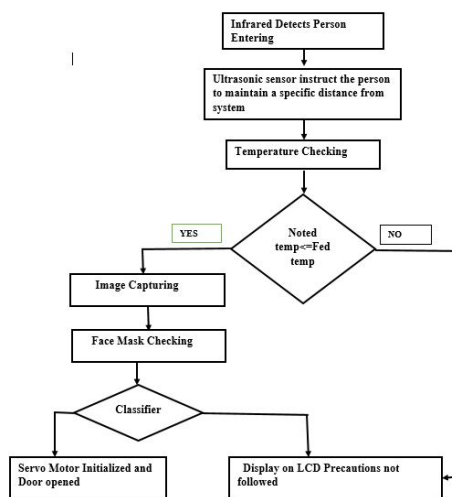 Infrared Detects Person
Entering
Ultrasonic sensor instruct the person
to maintain a specific distance from
system
Temperature Checking
YES
Noted
temp<=Fed
temp
NO
Image Capturing
Face Mask Checking
Classifier
Servo Motor Initialized and
Door opened
Display on LCD Precautions not
followed